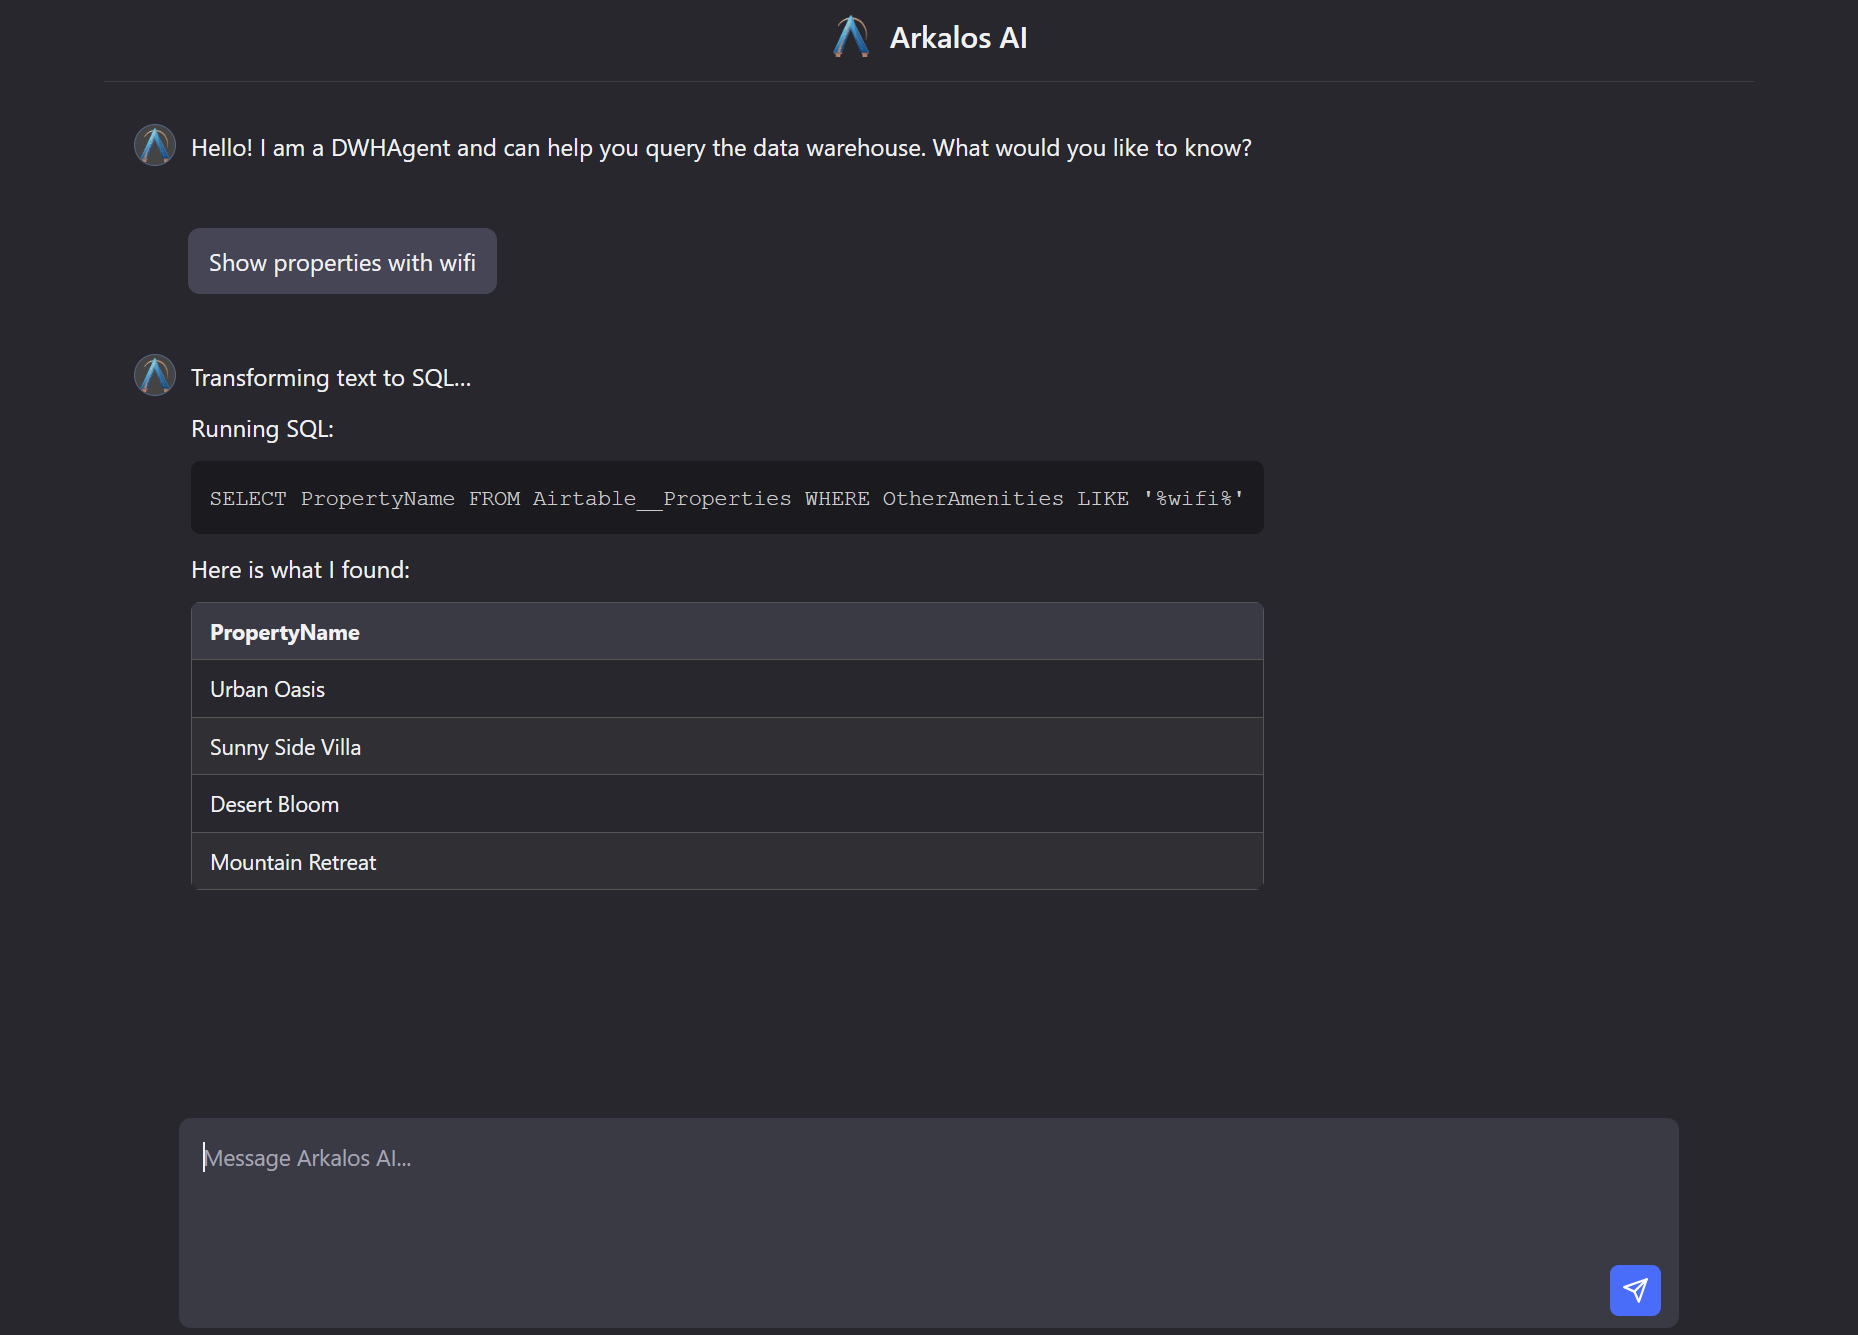 Arkalos AI
Hello! I am a DWHAgent and can help you query the data warehouse. What would you like to know?
Show properties with wifi
Transforming text to SQL...
Running SQL:
SELECT PropertyName FROM Airtable__Properties WHERE OtherAmenities LIKE '%wifi%'
Here is what I found:
PropertyName
Urban Oasis
Sunny Side Villa
Desert Bloom
Mountain Retreat
Message Arkalos AI...